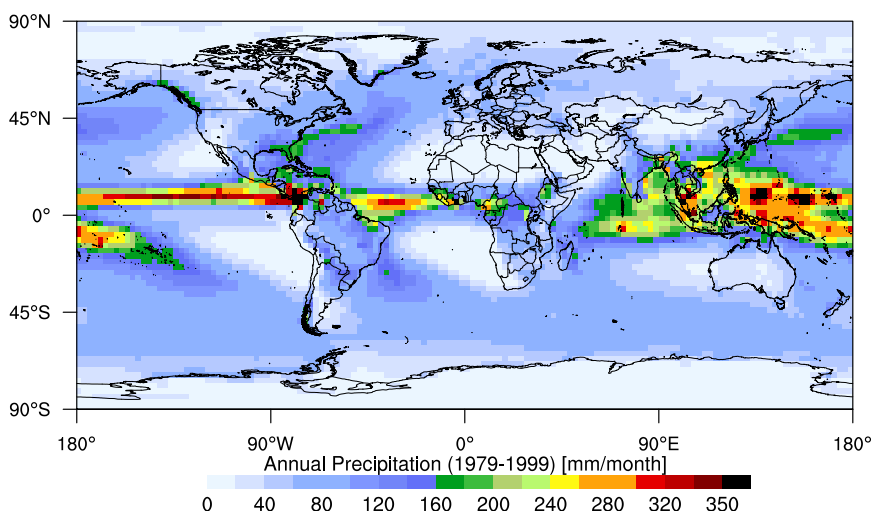 90°N
45°N
0°
45°S
90°S
180° 90°W 0° 90°E 180°
Annual Precipitation (1979-1999) [mm/month]
0 40 80 120 160 200 240 280 320 350